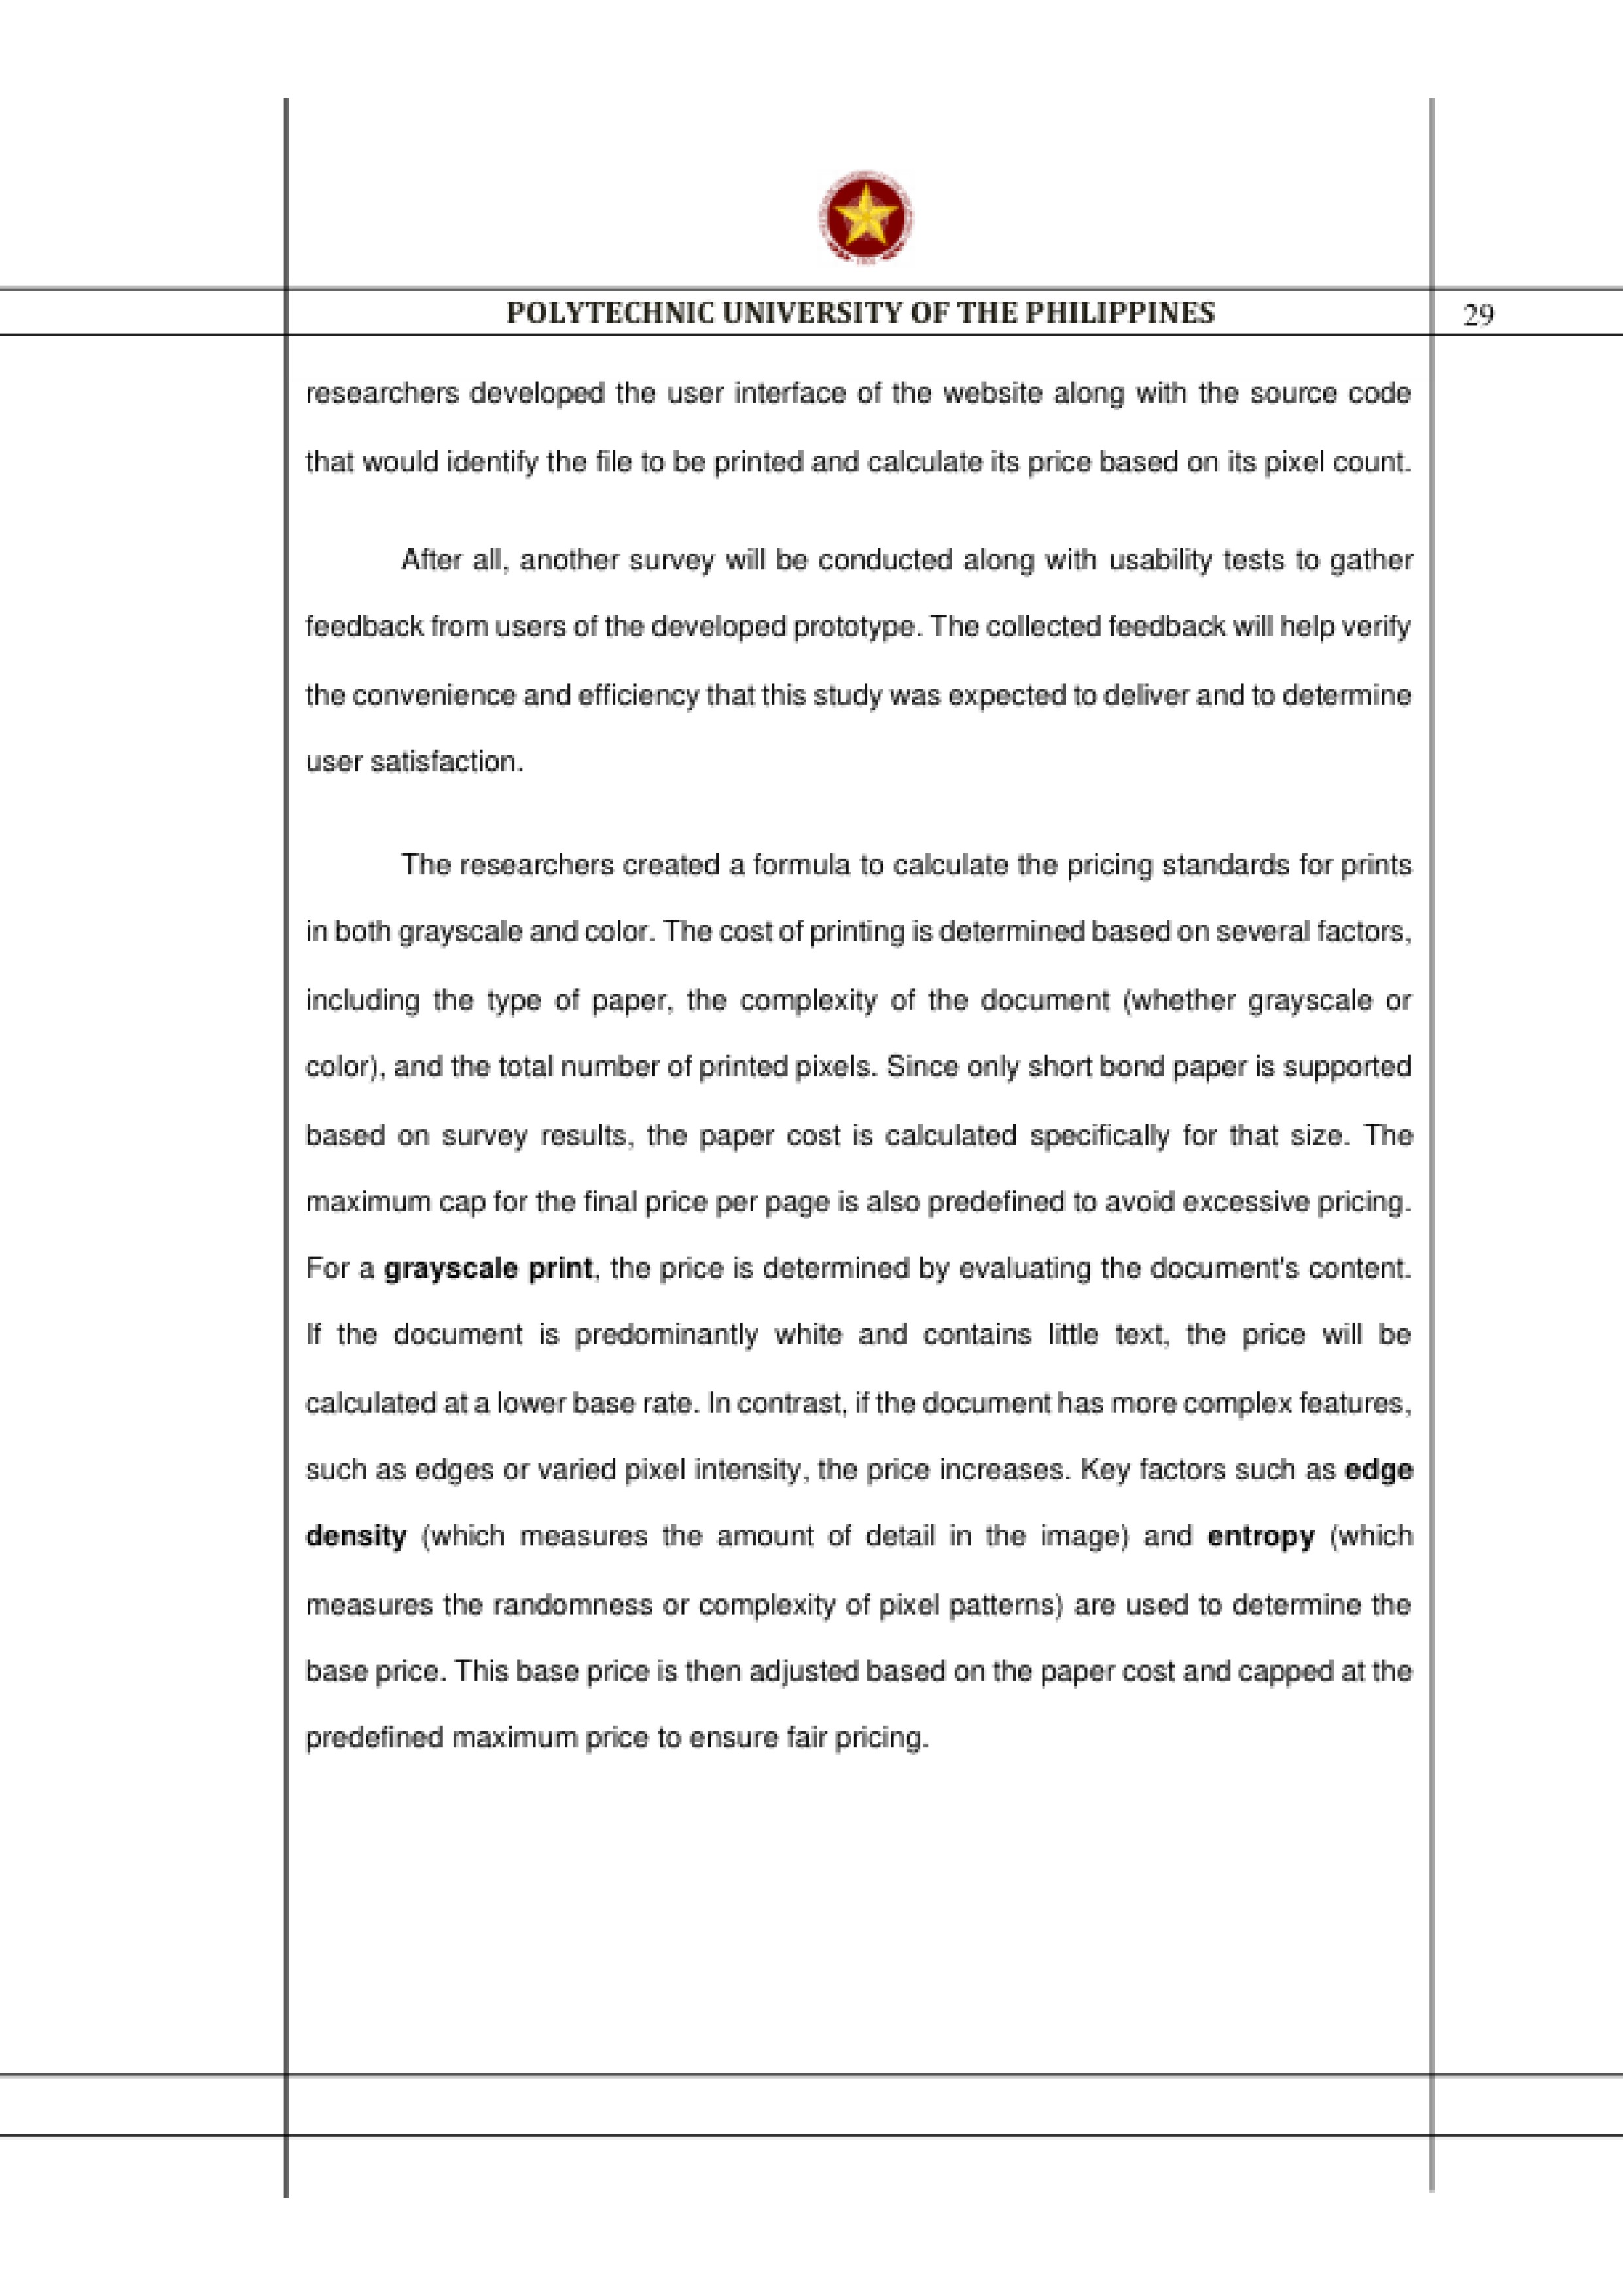 POLYTECHNIC UNIVERSITY OF THE PHILIPPINES
29
researchers developed the user interface of the website along with the source code
that would identify the file to be printed and calculate its price based on its pixel count.
After all, another survey will be conducted along with usability tests to gather
feedback from users of the developed prototype. The collected feedback will help verify
the convenience and efficiency that this study was expected to deliver and to determine
user satisfaction.
The researchers created a formula to calculate the pricing standards for prints
in both grayscale and color. The cost of printing is determined based on several factors,
including the type of paper, the complexity of the document (whether grayscale or
color), and the total number of printed pixels. Since only short bond paper is supported
based on survey results, the paper cost is calculated specifically for that size. The
maximum cap for the final price per page is also predefined to avoid excessive pricing.
For a grayscale print, the price is determined by evaluating the document's content.
If the document is predominantly white and contains little text, the price will be
calculated at a lower base rate. In contrast, if the document has more complex features,
such as edges or varied pixel intensity, the price increases. Key factors such as edge
density (which measures the amount of detail in the image) and entropy (which
measures the randomness or complexity of pixel patterns) are used to determine the
base price. This base price is then adjusted based on the paper cost and capped at the
predefined maximum price to ensure fair pricing.